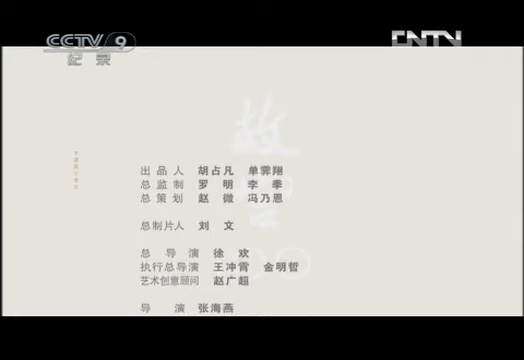 CCTV 9
纪录
CNTV
故宫
100
出品人 胡占凡 单霁翔
总监制 罗明 李季
总策划 赵微 冯乃恩
总制片人 刘文
总导演 徐欢
执行总导演 王冲霄 金明哲
艺术创意顾问 赵广超
导演 张海燕